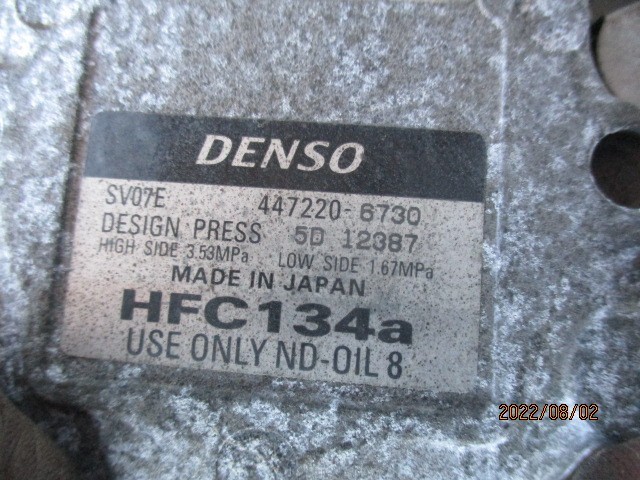 DENSO
SV07E 447220-6730
DESIGN PRESS 5D 12387
HIGH SIDE 3.53MPa LOW SIDE 1.67MPa
MADE IN JAPAN
HFC134a
USE ONLY ND-OIL 8
2022/08/02